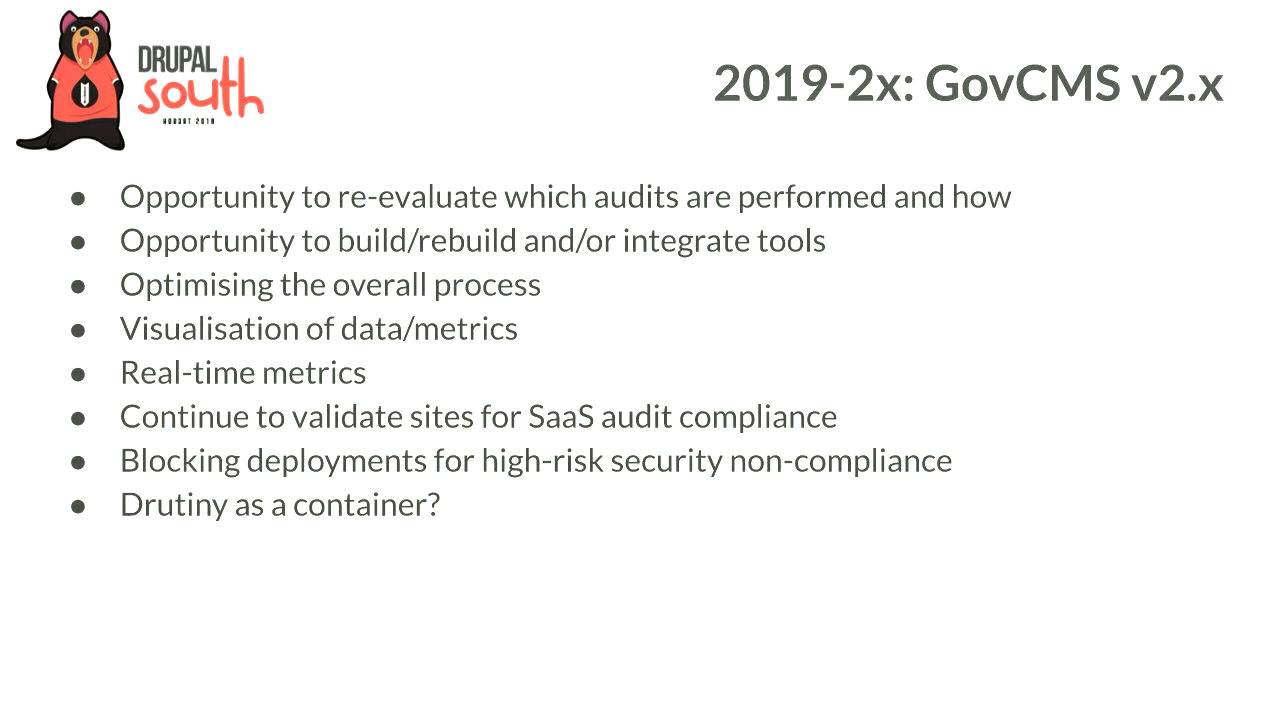 DRUPAL
south
HOBART 2019
2019-2x: GovCMS v2.x
● Opportunity to re-evaluate which audits are performed and how
● Opportunity to build/rebuild and/or integrate tools
● Optimising the overall process
● Visualisation of data/metrics
● Real-time metrics
● Continue to validate sites for SaaS audit compliance
● Blocking deployments for high-risk security non-compliance
● Drutiny as a container?